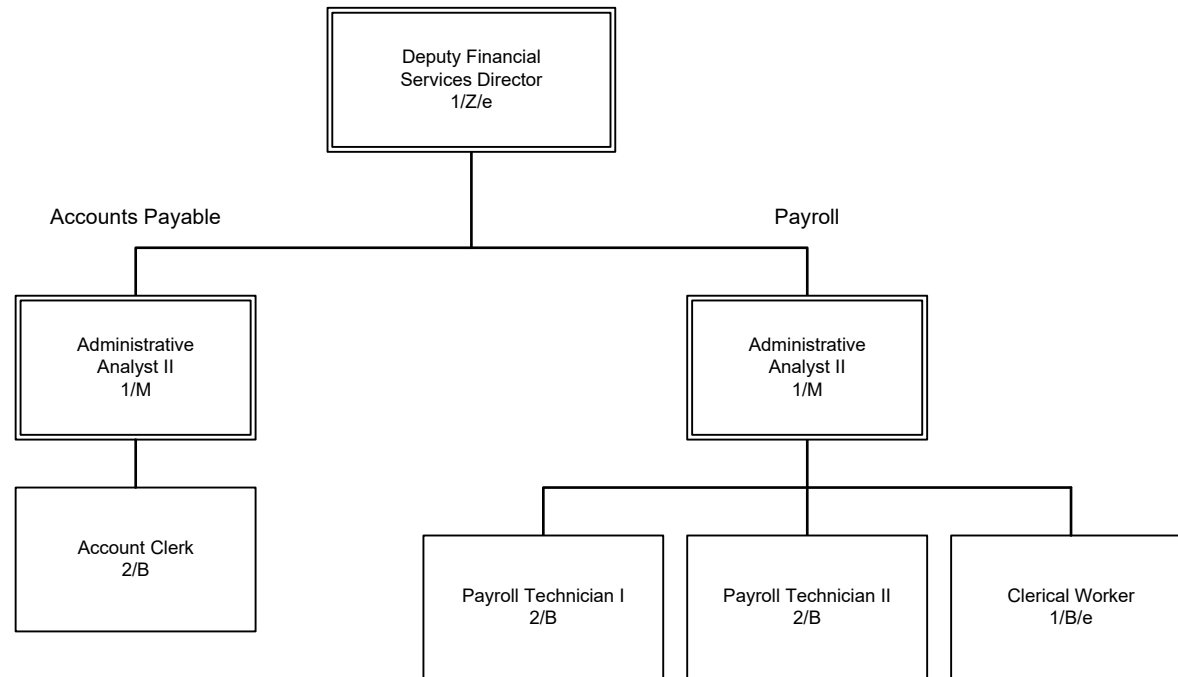 Deputy Financial
Services Director
1/Z/e
Accounts Payable
Payroll
Administrative
Analyst II
1/M
Administrative
Analyst II
1/M
Account Clerk
2/B
Payroll Technician I
2/B
Payroll Technician II
2/B
Clerical Worker
1/B/e